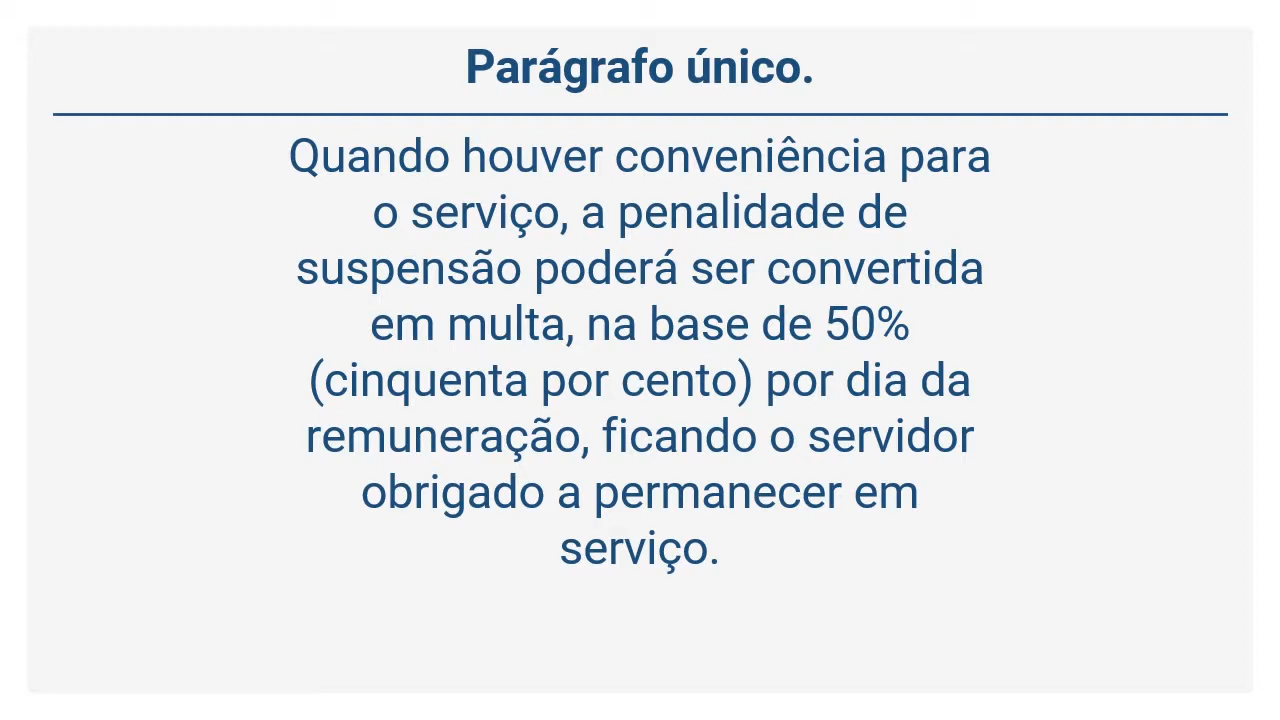 Parágrafo único.
Quando houver conveniência para
o serviço, a penalidade de
suspensão poderá ser convertida
em multa, na base de 50%
(cinquenta por cento) por dia da
remuneração, ficando o servidor
obrigado a permanecer em
serviço.